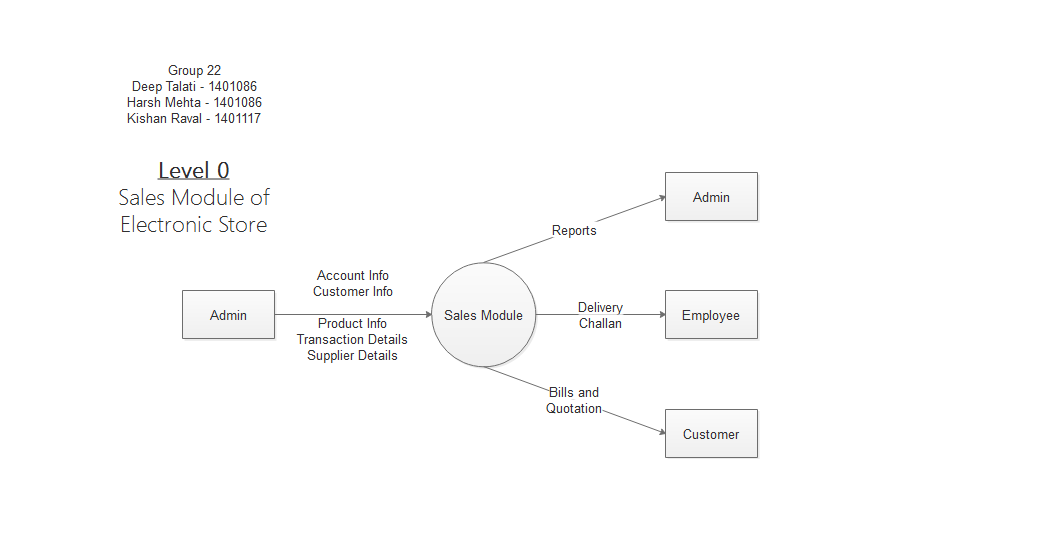 Group 22
Deep Talati - 1401086
Harsh Mehta - 1401086
Kishan Raval - 1401117
Level 0
Sales Module of
Electronic Store
Admin
Account Info
Customer Info
Product Info
Transaction Details
Supplier Details
Sales Module
Reports
Admin
Delivery
Challan
Employee
Bills and
Quotation
Customer